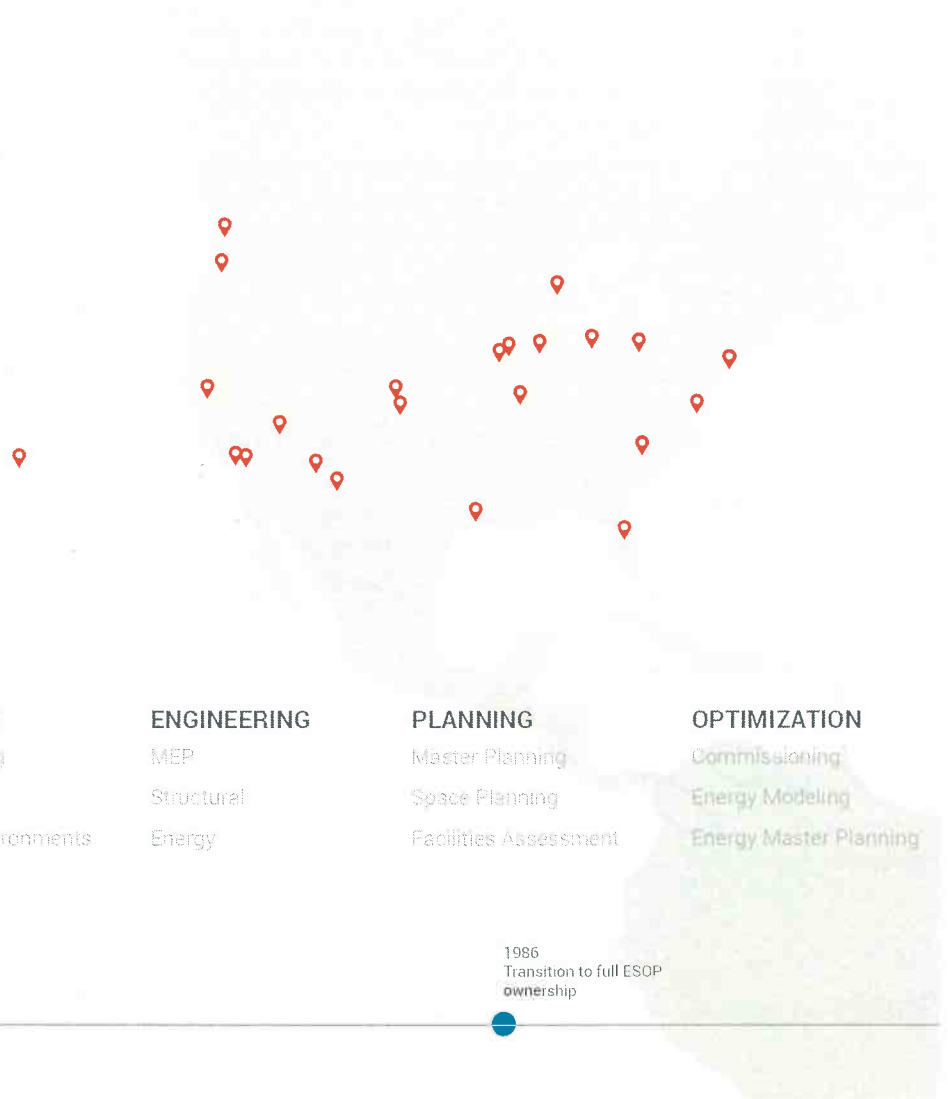 ENGINEERING
MEP
Structural
Energy
PLANNING
Master Planning
Space Planning
Facilities Assessment
OPTIMIZATION
Commissioning
Energy Modeling
Energy Master Planning
1986
Transition to full ESOP
ownership